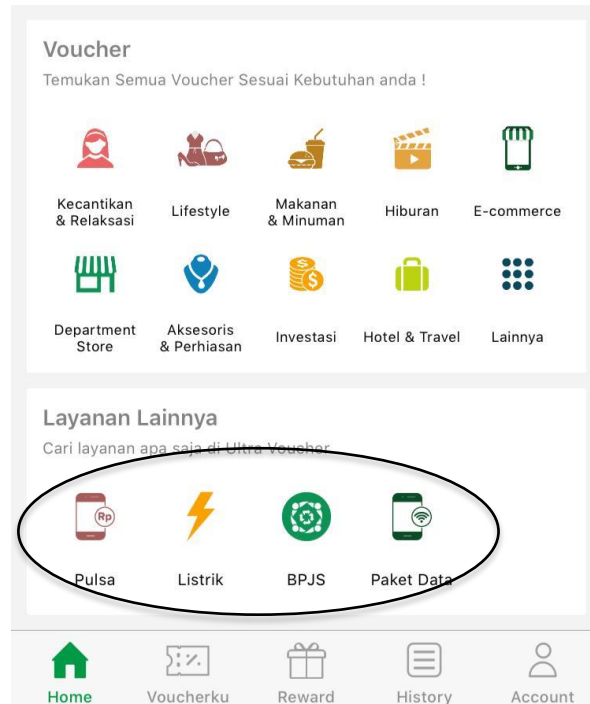 Voucher
Temukan Semua Voucher Sesuai Kebutuhan anda !
Kecantikan
& Relaksasi
Lifestyle
Makanan
& Minuman
Hiburan
E-commerce
Department
Store
Aksesoris
& Perhiasan
Investasi
Hotel & Travel
Lainnya
Layanan Lainnya
Cari layanan apa saja di Ultra Voucher
Rp
Pulsa
Listrik
BPJS
Paket Data
Home
Voucherku
Reward
History
Account